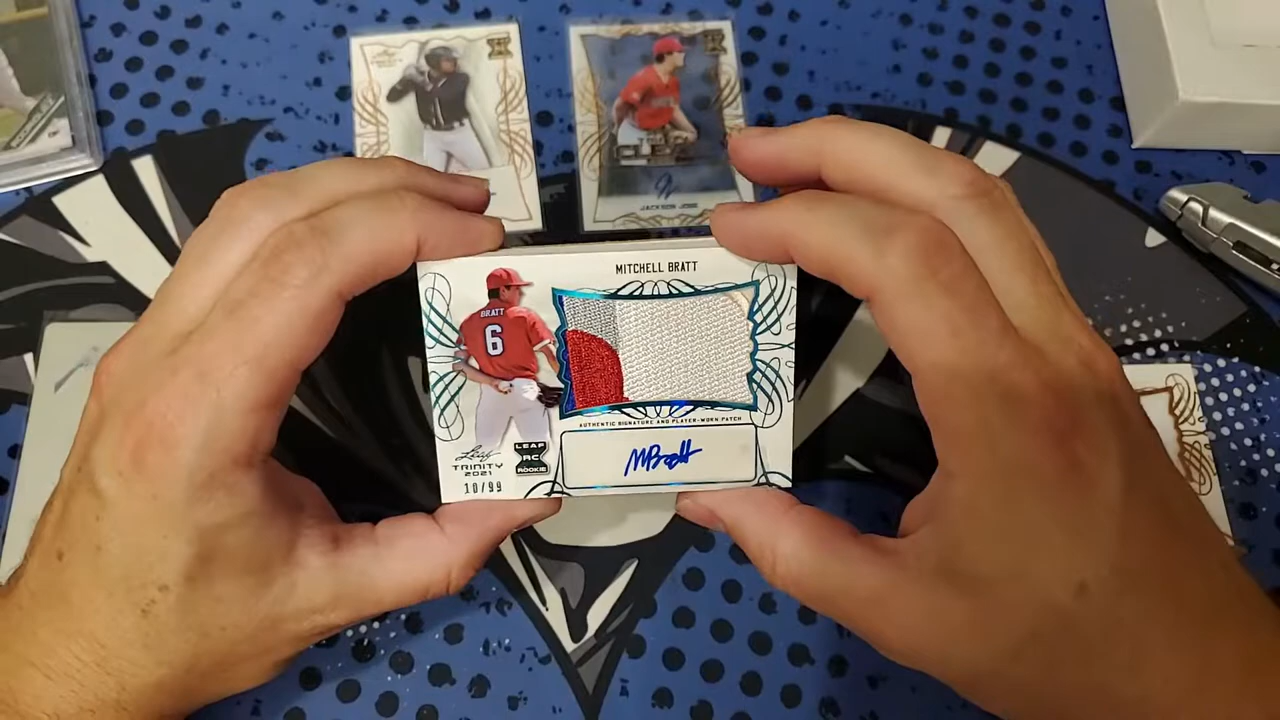 JACKSON JOBE
MITCHELL BRATT
BRATT
6
AUTHENTIC SIGNATURE AND PLAYER-WORN PATCH
MBratt
Leaf
TRINITY
2021
LEAF
RC
ROOKIE
10/99